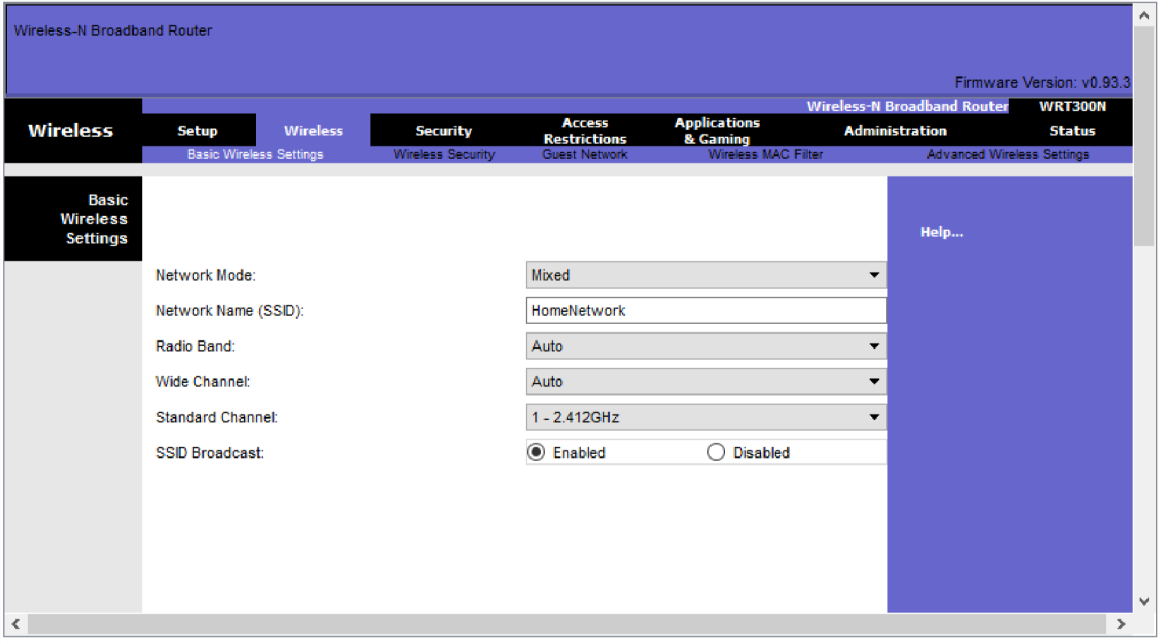 Wireless-N Broadband Router
Firmware Version: v0.93.3
Wireless-N Broadband Router WRT300N
Wireless Setup Wireless Security Access Restrictions Applications & Gaming Administration Status
Basic Wireless Settings Wireless Security Guest Network Wireless MAC Filter Advanced Wireless Settings
Basic
Wireless
Settings
Help...
Network Mode: Mixed
Network Name (SSID): HomeNetwork
Radio Band: Auto
Wide Channel: Auto
Standard Channel: 1 - 2.412GHz
SSID Broadcast: Enabled Disabled